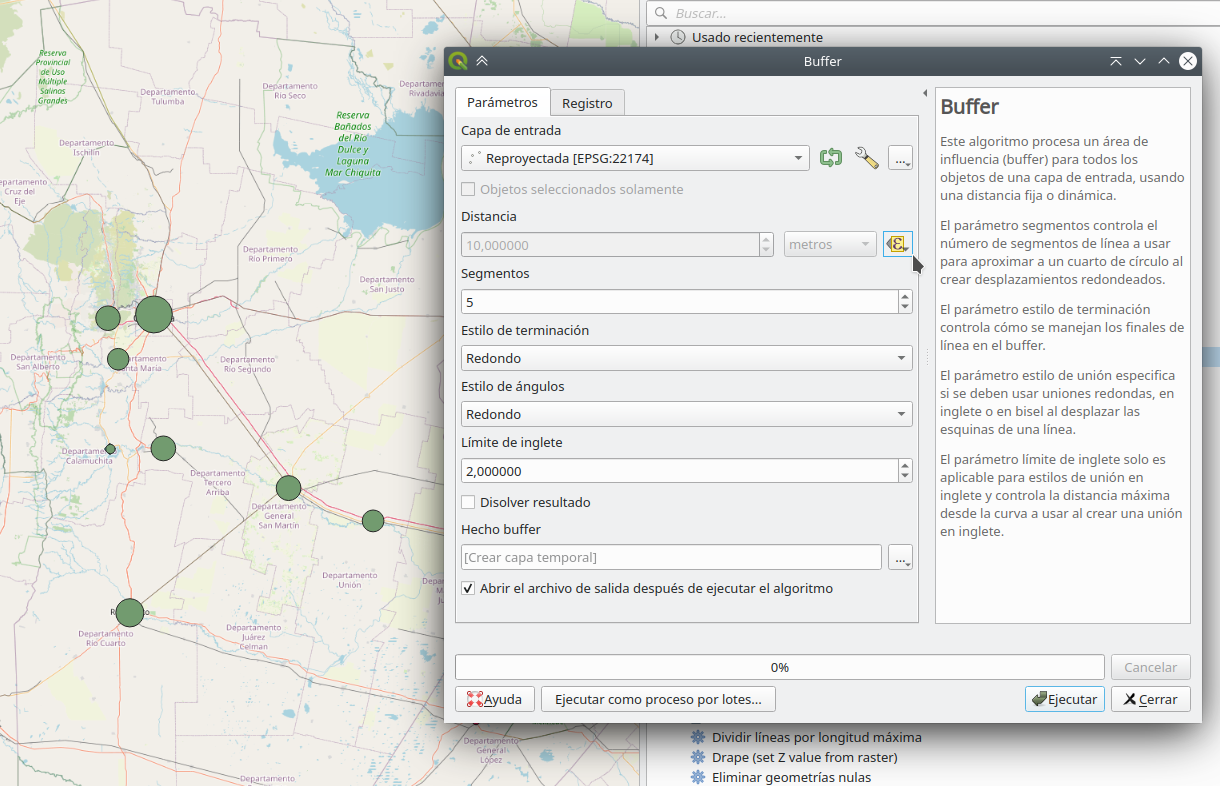 Buscar...
Usado recientemente
Buffer
Parámetros
Registro
Capa de entrada
Reproyectada [EPSG:22174]
...
Objetos seleccionados solamente
Distancia
10,000000
metros
Segmentos
5
Estilo de terminación
Redondo
Estilo de ángulos
Redondo
Límite de inglete
2,000000
Disolver resultado
Hecho buffer
[Crear capa temporal]
...
Abrir el archivo de salida después de ejecutar el algoritmo
Buffer
Este algoritmo procesa un área de
influencia (buffer) para todos los
objetos de una capa de entrada, usando
una distancia fija o dinámica.
El parámetro segmentos controla el
número de segmentos de línea a usar
para aproximar a un cuarto de círculo al
crear desplazamientos redondeados.
El parámetro estilo de terminación
controla cómo se manejan los finales de
línea en el buffer.
El parámetro estilo de unión especifica
si se deben usar uniones redondas, en
inglete o en bisel al desplazar las
esquinas de una línea.
El parámetro límite de inglete solo es
aplicable para estilos de unión en
inglete y controla la distancia máxima
desde la curva a usar al crear una unión
en inglete.
0%
Cancelar
Ayuda
Ejecutar como proceso por lotes...
Ejecutar
Cerrar
Dividir líneas por longitud máxima
Drape (set Z value from raster)
Eliminar geometrías nulas
Reserva
Provincial
de Uso
Múltiple
Salinas
Grandes
Departamento
Tulumba
Departamento
Río Seco
Departamento
Rivadavia
Reserva
Bañados
del Río
Dulce y
Laguna
Mar Chiquita
Departamento
Ischilín
Cruz del
Eje
Departamento
Río Primero
Departamento
San Justo
Departamento
San Alberto
Departamento
Río Segundo
Calamuchita
Departamento
Tercero
Arriba
Departamento
General
San Martín
Departamento
Unión
Departamento
Río Cuarto
Departamento
Juárez
Celman
Departamento
General
López
Departamento